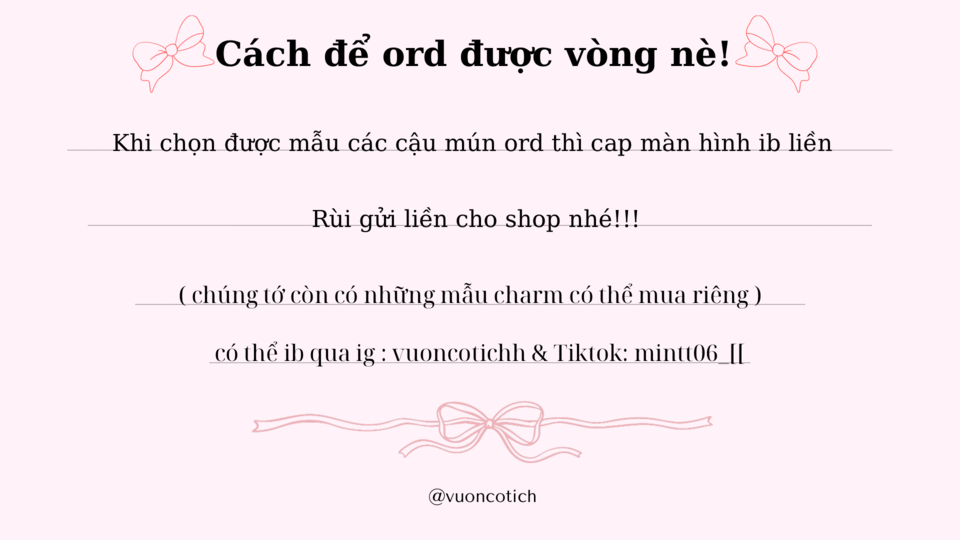 Cách để ord được vòng nè!
Khi chọn được mẫu các cậu mún ord thì cap màn hình ib liền
Rùi gửi liền cho shop nhé!!!
( chúng tớ còn có những mẫu charm có thể mua riêng )
có thể ib qua ig : vuoncotichh & Tiktok: mintt06_[[
@vuoncotich